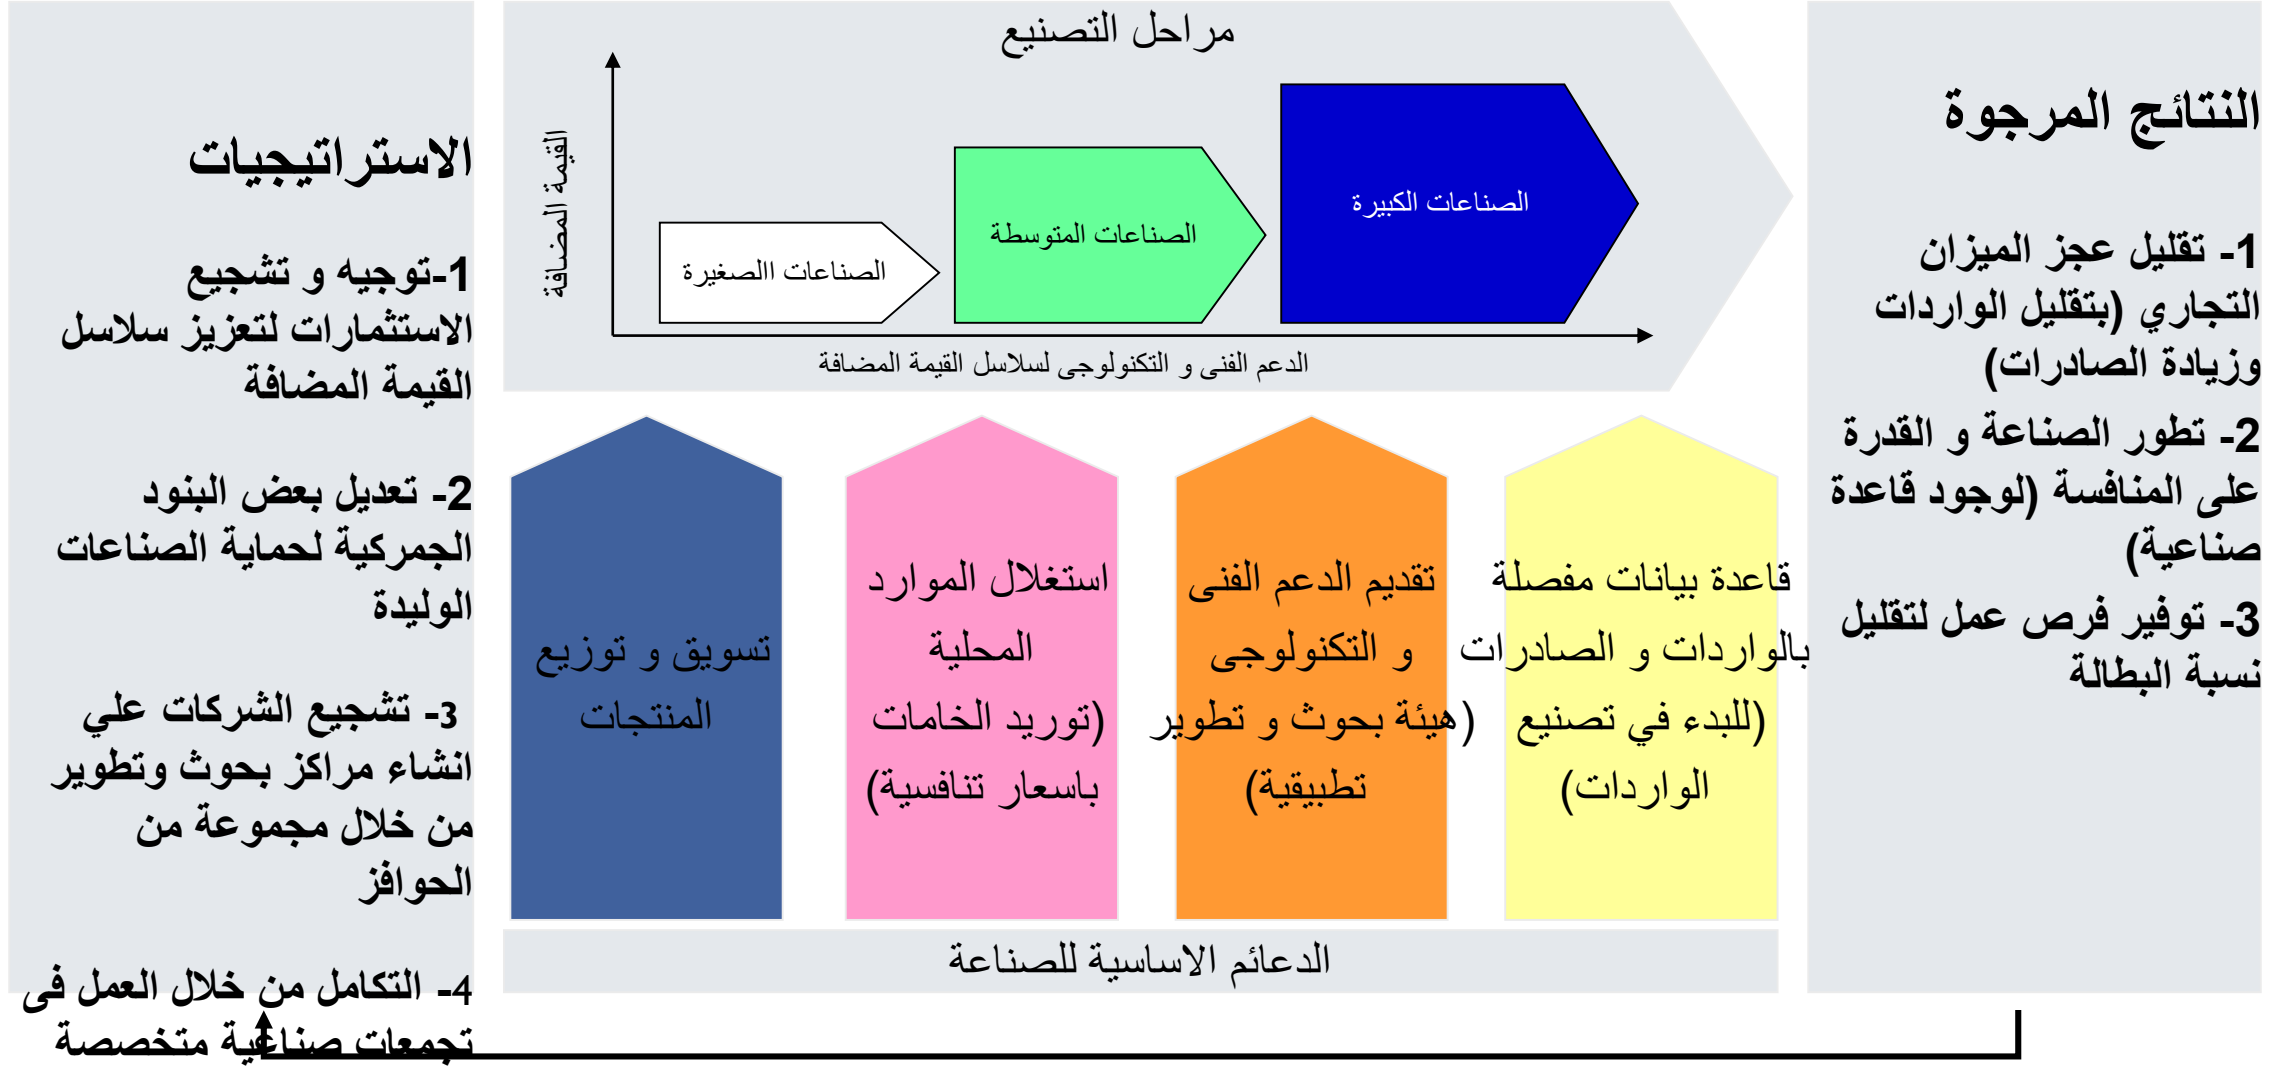 مراحل التصنيع
القيمة المضافة
الصناعات االصغيرة
الصناعات المتوسطة
الصناعات الكبيرة
الدعم الفنى و التكنولوجى لسلاسل القيمة المضافة
النتائج المرجوة
1- تقليل عجز الميزان
التجاري (بتقليل الواردات
وزيادة الصادرات)
2- تطور الصناعة و القدرة
على المنافسة (لوجود قاعدة
صناعية)
3- توفير فرص عمل لتقليل
نسبة البطالة
قاعدة بيانات مفصلة
بالواردات و الصادرات
(للبدء في تصنيع
الواردات)
تقديم الدعم الفنى
و التكنولوجى
(هيئة بحوث و تطوير
تطبيقية)
استغلال الموارد
المحلية
(توريد الخامات
باسعار تنافسية)
تسويق و توزيع
المنتجات
الدعائم الاساسية للصناعة
الاستراتيجيات
1-توجيه و تشجيع
الاستثمارات لتعزيز سلاسل
القيمة المضافة
2- تعديل بعض البنود
الجمركية لحماية الصناعات
الوليدة
3- تشجيع الشركات علي
انشاء مراكز بحوث وتطوير
من خلال مجموعة من
الحوافز
4- التكامل من خلال العمل فى
تجمعات صناعية متخصصة